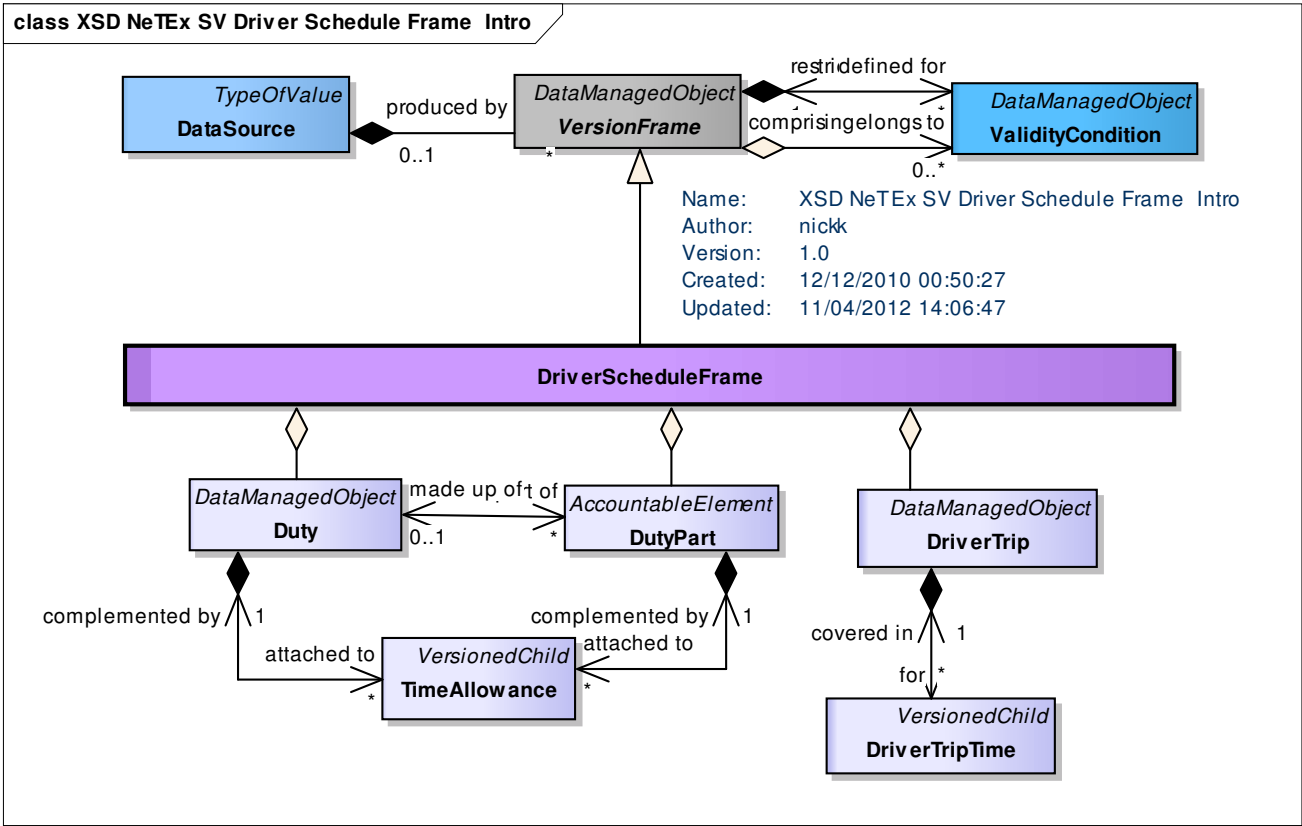 class XSD NeTEx SV Driver Schedule Frame Intro
TypeOfValue
DataSource
produced by
0..1
*
DataManagedObject
VersionFrame
defined for
*
comprising
belongs to
0..*
DataManagedObject
ValidityCondition
Name: XSD NeTEx SV Driver Schedule Frame Intro
Author: nickk
Version: 1.0
Created: 12/12/2010 00:50:27
Updated: 11/04/2012 14:06:47
DriverScheduleFrame
DataManagedObject
Duty
made up of
of
0..1
*
AccountableElement
DutyPart
DataManagedObject
DriverTrip
complemented by
1
attached to
*
complemented by
1
attached to
*
VersionedChild
TimeAllowance
covered in
1
for
*
VersionedChild
DriverTripTime